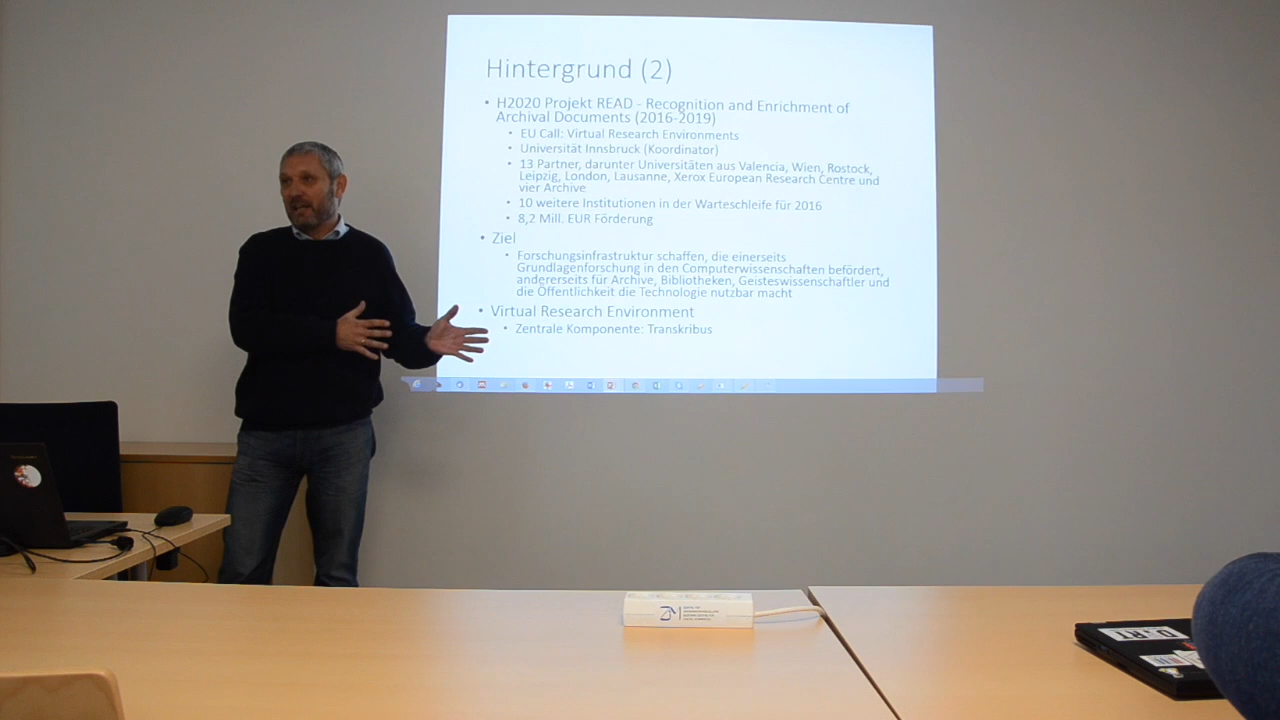 Hintergrund (2)
• H2020 Projekt READ - Recognition and Enrichment of
Archival Documents (2016-2019)
• EU Call: Virtual Research Environments
• Universität Innsbruck (Koordinator)
• 13 Partner, darunter Universitäten aus Valencia, Wien, Rostock,
Leipzig, London, Lausanne, Xerox European Research Centre und
vier Archive
• 10 weitere Institutionen in der Warteschleife für 2016
• 8,2 Mill. EUR Förderung
• Ziel
• Forschungsinfrastruktur schaffen, die einerseits
Grundlagenforschung in den Computerwissenschaften befördert,
andererseits für Archive, Bibliotheken, Geisteswissenschaftler und
die Öffentlichkeit die Technologie nutzbar macht
• Virtual Research Environment
• Zentrale Komponente: Transkribus